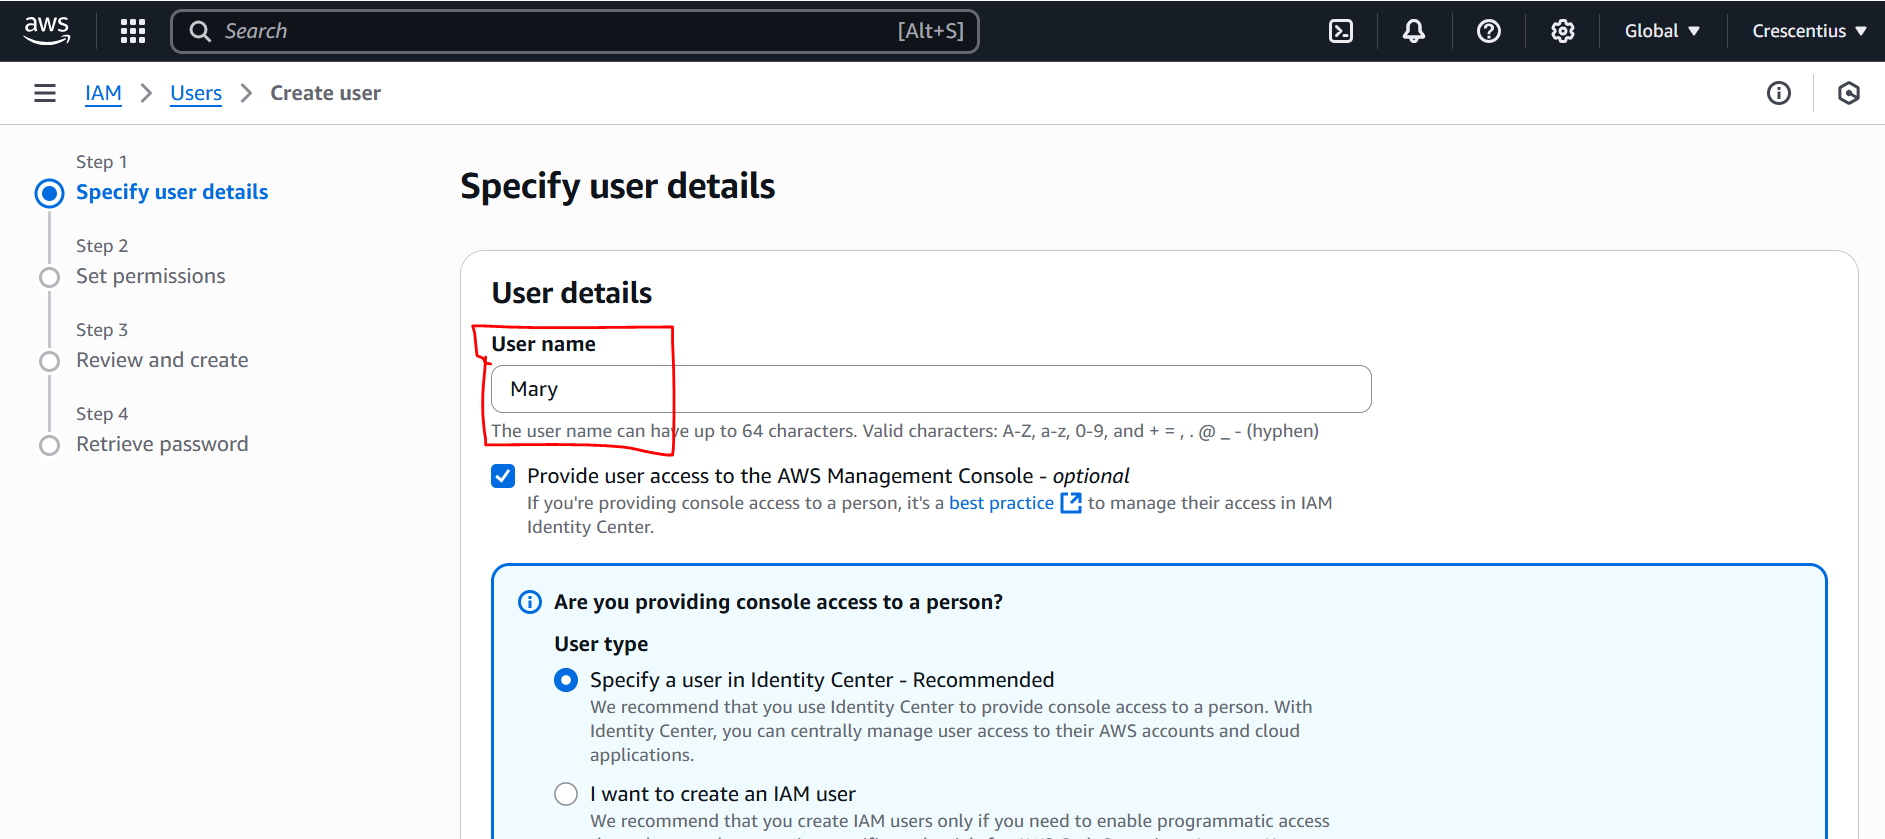 aws
Search [Alt+S]
Global ▼
Crescentius ▼
IAM > Users > Create user
Step 1
Specify user details
Step 2
Set permissions
Step 3
Review and create
Step 4
Retrieve password
Specify user details
User details
User name
Mary
The user name can have up to 64 characters. Valid characters: A-Z, a-z, 0-9, and + = , . @ _ - (hyphen)
Provide user access to the AWS Management Console - optional
If you're providing console access to a person, it's a best practice to manage their access in IAM
Identity Center.
Are you providing console access to a person?
User type
Specify a user in Identity Center - Recommended
We recommend that you use Identity Center to provide console access to a person. With
Identity Center, you can centrally manage user access to their AWS accounts and cloud
applications.
I want to create an IAM user
We recommend that you create IAM users only if you need to enable programmatic access